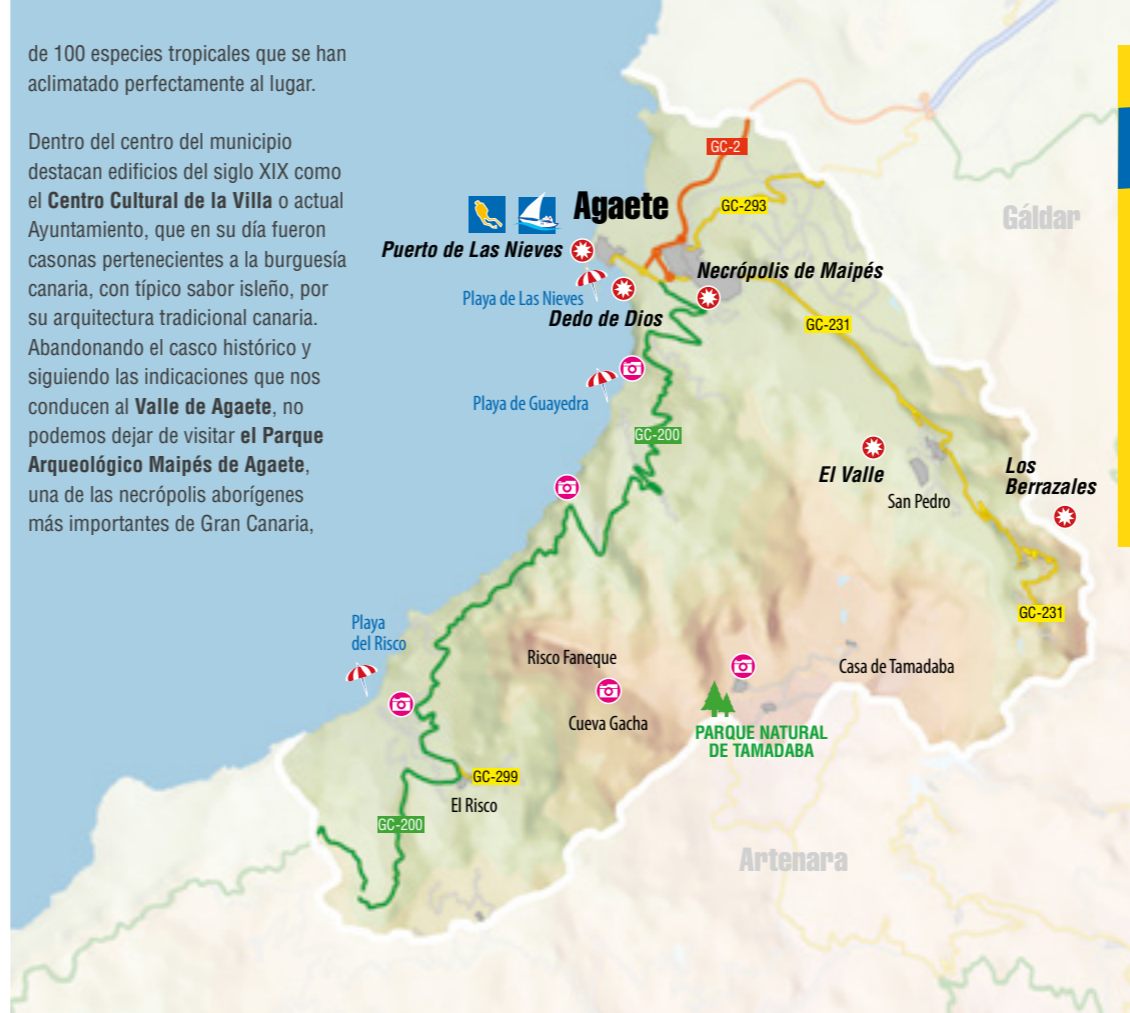 de 100 especies tropicales que se han
aclimatado perfectamente al lugar.
Dentro del centro del municipio
destacan edificios del siglo XIX como
el Centro Cultural de la Villa o actual
Ayuntamiento, que en su día fueron
casonas pertenecientes a la burguesía
canaria, con típico sabor isleño, por
su arquitectura tradicional canaria.
Abandonando el casco histórico y
siguiendo las indicaciones que nos
conducen al Valle de Agaete, no
podemos dejar de visitar el Parque
Arqueológico Maipés de Agaete,
una de las necrópolis aborígenes
más importantes de Gran Canaria,
GC-2
Agaete
GC-293
Gáldar
Puerto de Las Nieves
Necrópolis de Maipés
Playa de Las Nieves
Dedo de Dios
GC-231
Playa de Guayedra
GC-200
El Valle
San Pedro
Los
Berrazales
GC-231
Playa
del Risco
Risco Faneque
Casa de Tamadaba
Cueva Gacha
PARQUE NATURAL
DE TAMADABA
GC-299
El Risco
GC-200
Artenara